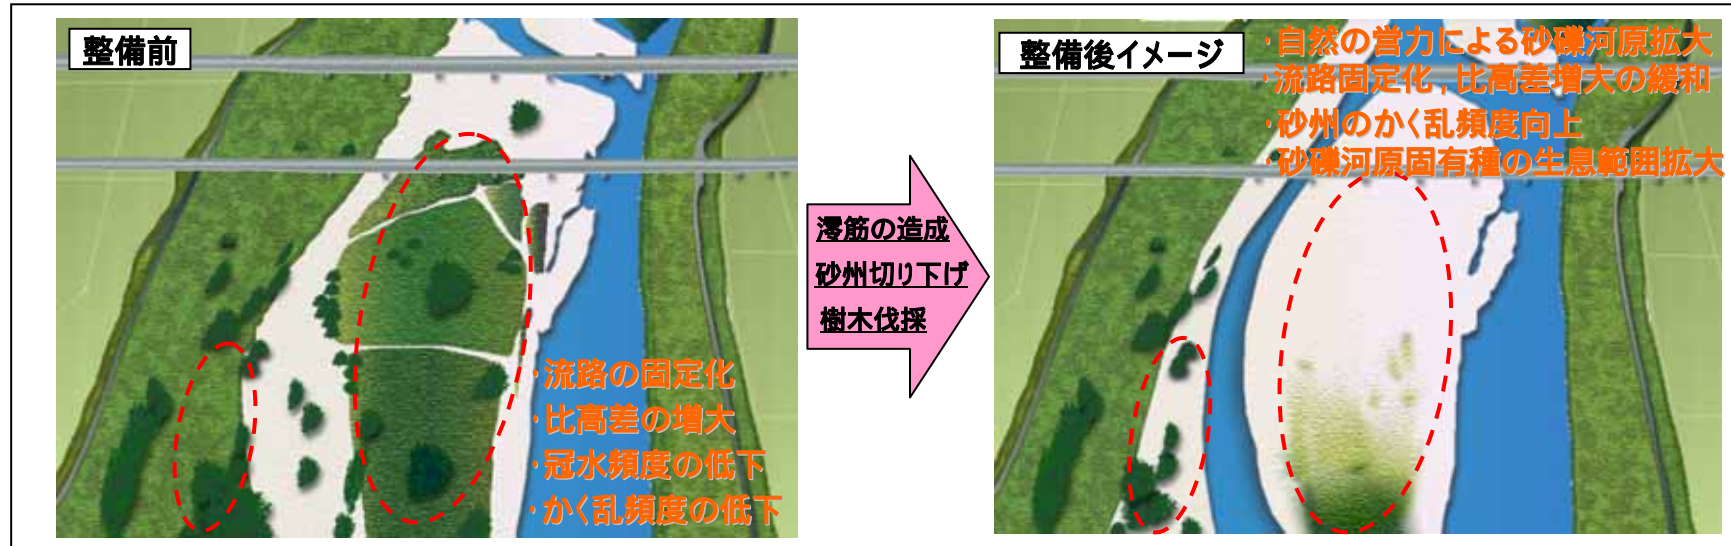 整備前
・流路の固定化
・比高差の増大
・冠水頻度の低下
・かく乱頻度の低下
澪筋の造成
砂州切り下げ
樹木伐採
整備後イメージ
・自然の営力による砂礫河原拡大
・流路固定化,比高差増大の緩和
・砂州のかく乱頻度向上
・砂礫河原固有種の生息範囲拡大